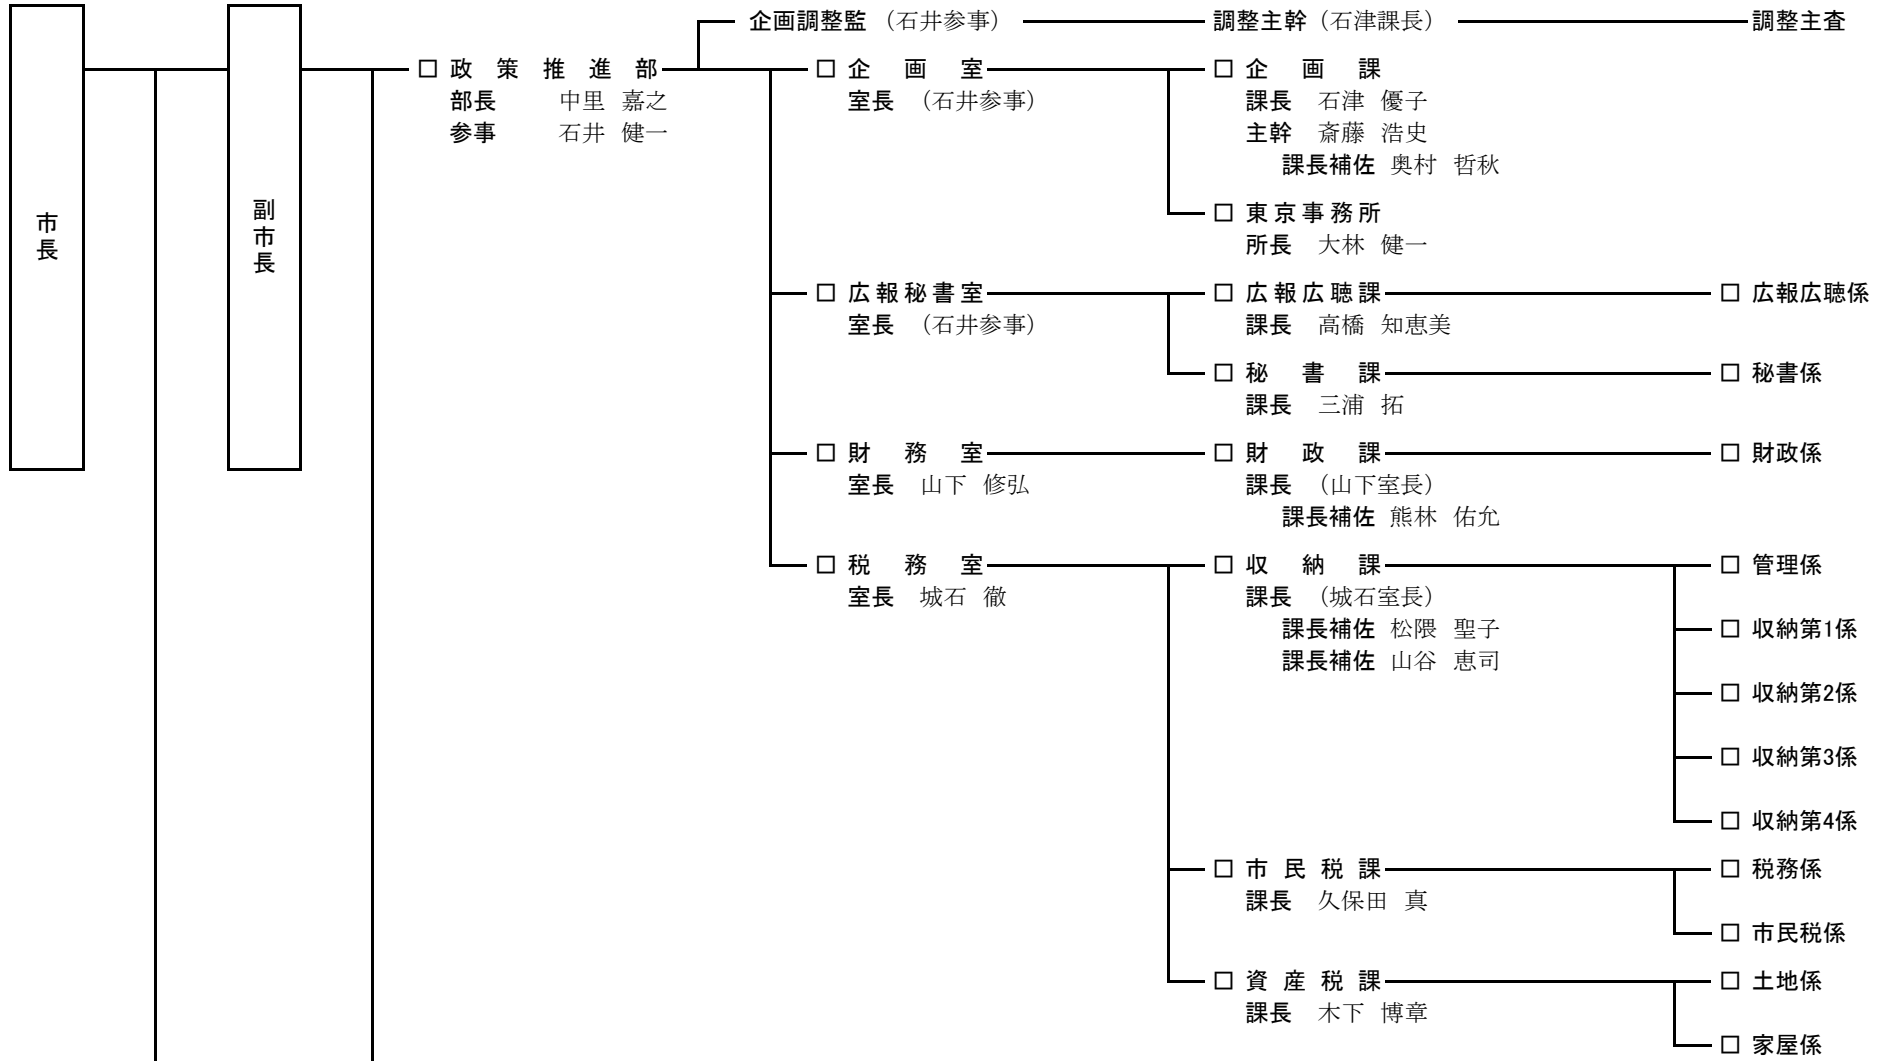 市長
副市長
企画調整監 （石井参事）
調整主幹（石津課長）
調整主査
□ 政策推進部
部長 中里 嘉之
参事 石井 健一
□ 企画室
室長 （石井参事）
□ 企画課
課長 石津 優子
主幹 斎藤 浩史
課長補佐 奥村 哲秋
□ 東京事務所
所長 大林 健一
□ 広報秘書室
室長 （石井参事）
□ 広報広聴課
課長 高橋 知恵美
□ 広報広聴係
□ 秘書課
課長 三浦 拓
□ 秘書係
□ 財務室
室長 山下 修弘
□ 財政課
課長 （山下室長）
課長補佐 熊林 佑允
□ 財政係
□ 税務室
室長 城石 徹
□ 収納課
課長 （城石室長）
課長補佐 松隈 聖子
課長補佐 山谷 恵司
□ 管理係
□ 収納第1係
□ 収納第2係
□ 収納第3係
□ 収納第4係
□ 市民税課
課長 久保田 真
□ 税務係
□ 市民税係
□ 資産税課
課長 木下 博章
□ 土地係
□ 家屋係